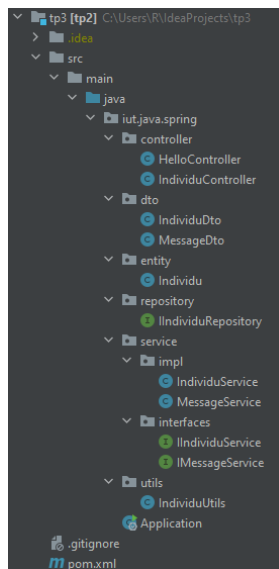 tp3 [tp2] C:\Users\R\IdeaProjects\tp3
.idea
src
main
java
iut.java.spring
controller
HelloController
IndividuController
dto
IndividuDto
MessageDto
entity
Individu
repository
IIndividuRepository
service
impl
IndividuService
MessageService
interfaces
IIndividuService
IMessageService
utils
IndividuUtils
Application
.gitignore
pom.xml